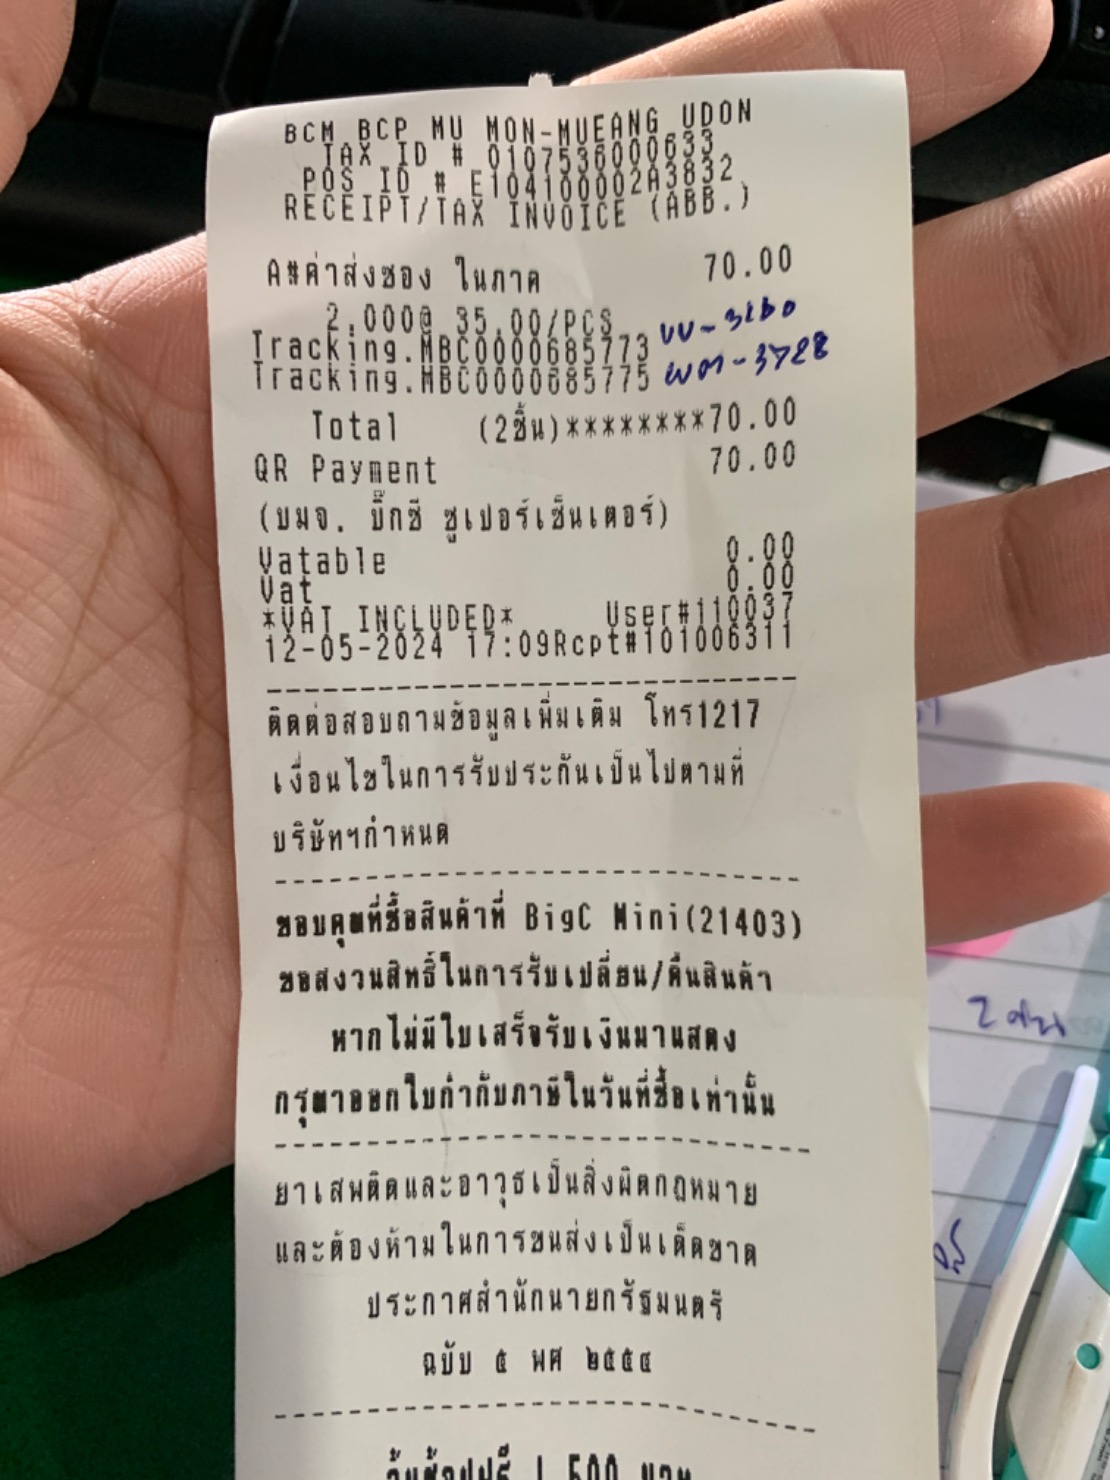 BCM BCP MU MON-MUEANG UDON
TAX ID # 0107536000633
POS ID # E104100002A3832
RECEIPT/TAX INVOICE (ABB.)
A#ค่าส่งซอง ในภาค 70.00
2.000@ 35.00/PCS
Tracking.MBC0000685773
Tracking.MBC0000685775
Total (2ชิ้น)********70.00
QR Payment 70.00
(บมจ. บิ๊กซี ซูเปอร์เซ็นเตอร์)
Vatable 0.00
Vat 0.00
*VAT INCLUDED* User#110037
12-05-2024 17:09Rcpt#101006311
ติดต่อสอบถามข้อมูลเพิ่มเติม โทร1217
เงื่อนไขในการรับประกันเป็นไปตามที่
บริษัทฯกำหนด
ขอบคุณที่ซื้อสินค้าที่ BigC Mini(21403)
ขอสงวนสิทธิ์ในการรับเปลี่ยน/คืนสินค้า
หากไม่มีใบเสร็จรับเงินมาแสดง
กรุณาออกใบกำกับภาษีในวันที่ซื้อเท่านั้น
ยาเสพติดและอาวุธเป็นสิ่งผิดกฎหมาย
และต้องห้ามในการขนส่งเป็นเด็ดขาด
ประกาศสำนักนายกรัฐมนตรี
ฉบับ ๕ พศ ๒๕๕๔